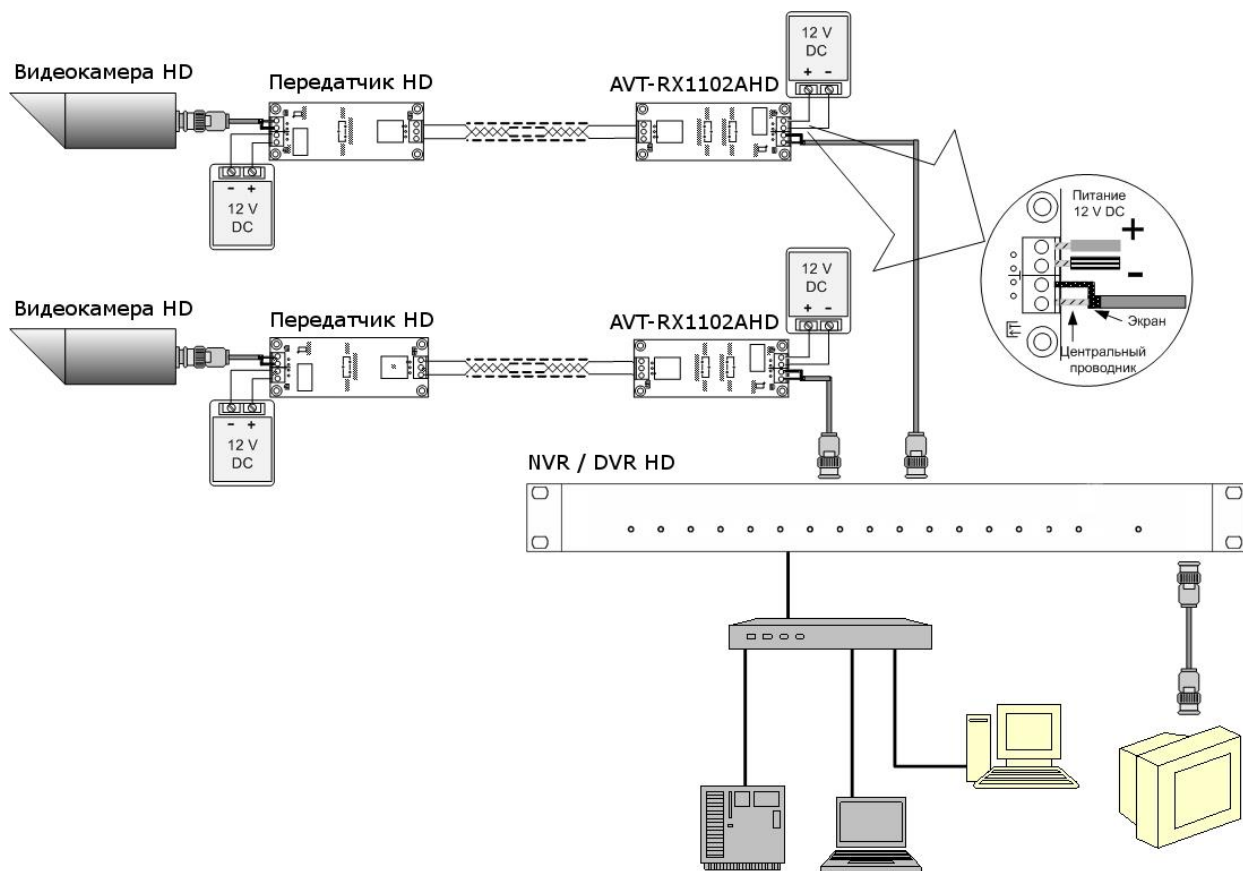 12 V
DC
+ -
Видеокамера HD
Передатчик HD
AVT-RX1102AHD
- +
12 V
DC
Питание
12 V DC
+
-
Экран
Центральный
проводник
12 V
DC
+ -
Видеокамера HD
Передатчик HD
AVT-RX1102AHD
- +
12 V
DC
NVR / DVR HD